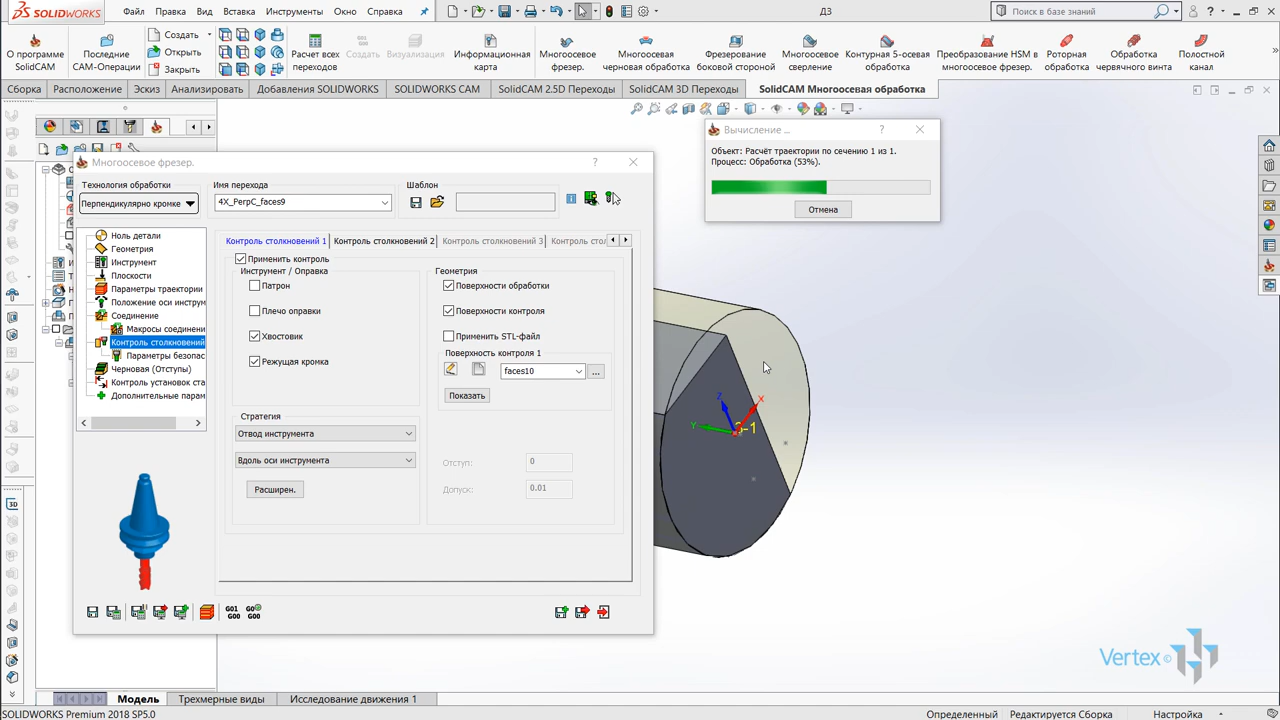 SOLIDWORKS
Файл
Правка
Вид
Вставка
Инструменты
Окно
Справка
ДЗ
Поиск в базе знаний
О программе SolidCAM
Последние CAM-Операции
Создать
Открыть
Закрыть
Расчет всех переходов
Создать
Визуализация
Информационная карта
Многоосевое фрезер.
Многоосевая черновая обработка
Фрезерование боковой стороной
Многоосевое сверление
Контурная 5-осевая обработка
Преобразование HSM в многоосевое фрезер.
Роторная обработка
Обработка червячного винта
Полостной канал
Сборка
Расположение
Эскиз
Анализировать
Добавления SOLIDWORKS
SOLIDWORKS CAM
SolidCAM 2.5D Переходы
SolidCAM 3D Переходы
SolidCAM Многоосевая обработка
Многоосевое фрезер.
Технология обработки
Перпендикулярно кромке
Имя перехода
4X_PerpC_faces9
Шаблон
Ноль детали
Геометрия
Инструмент
Плоскости
Параметры траектории
Положение оси инструм
Соединение
Макросы соединени
Контроль столкновений
Параметры безопас
Черновая (Отступы)
Контроль установок ста
Дополнительные парам
Контроль столкновений 1
Контроль столкновений 2
Контроль столкновений 3
Контроль стол
Применить контроль
Инструмент / Оправка
Патрон
Плечо оправки
Хвостовик
Режущая кромка
Стратегия
Отвод инструмента
Вдоль оси инструмента
Расширен.
Геометрия
Поверхности обработки
Поверхности контроля
Применить STL-файл
Поверхность контроля 1
faces10
...
Показать
Отступ:
0
Допуск:
0.01
G01
G00
G0
G00
Вычисление ...
Объект: Расчёт траектории по сечению 1 из 1.
Процесс: Обработка (53%).
Отмена
Z
X
Y
-1
Vertex ©
3D
Модель
Трехмерные виды
Исследование движения 1
SOLIDWORKS Premium 2018 SP5.0
Определенный
Редактируется Сборка
Настройка